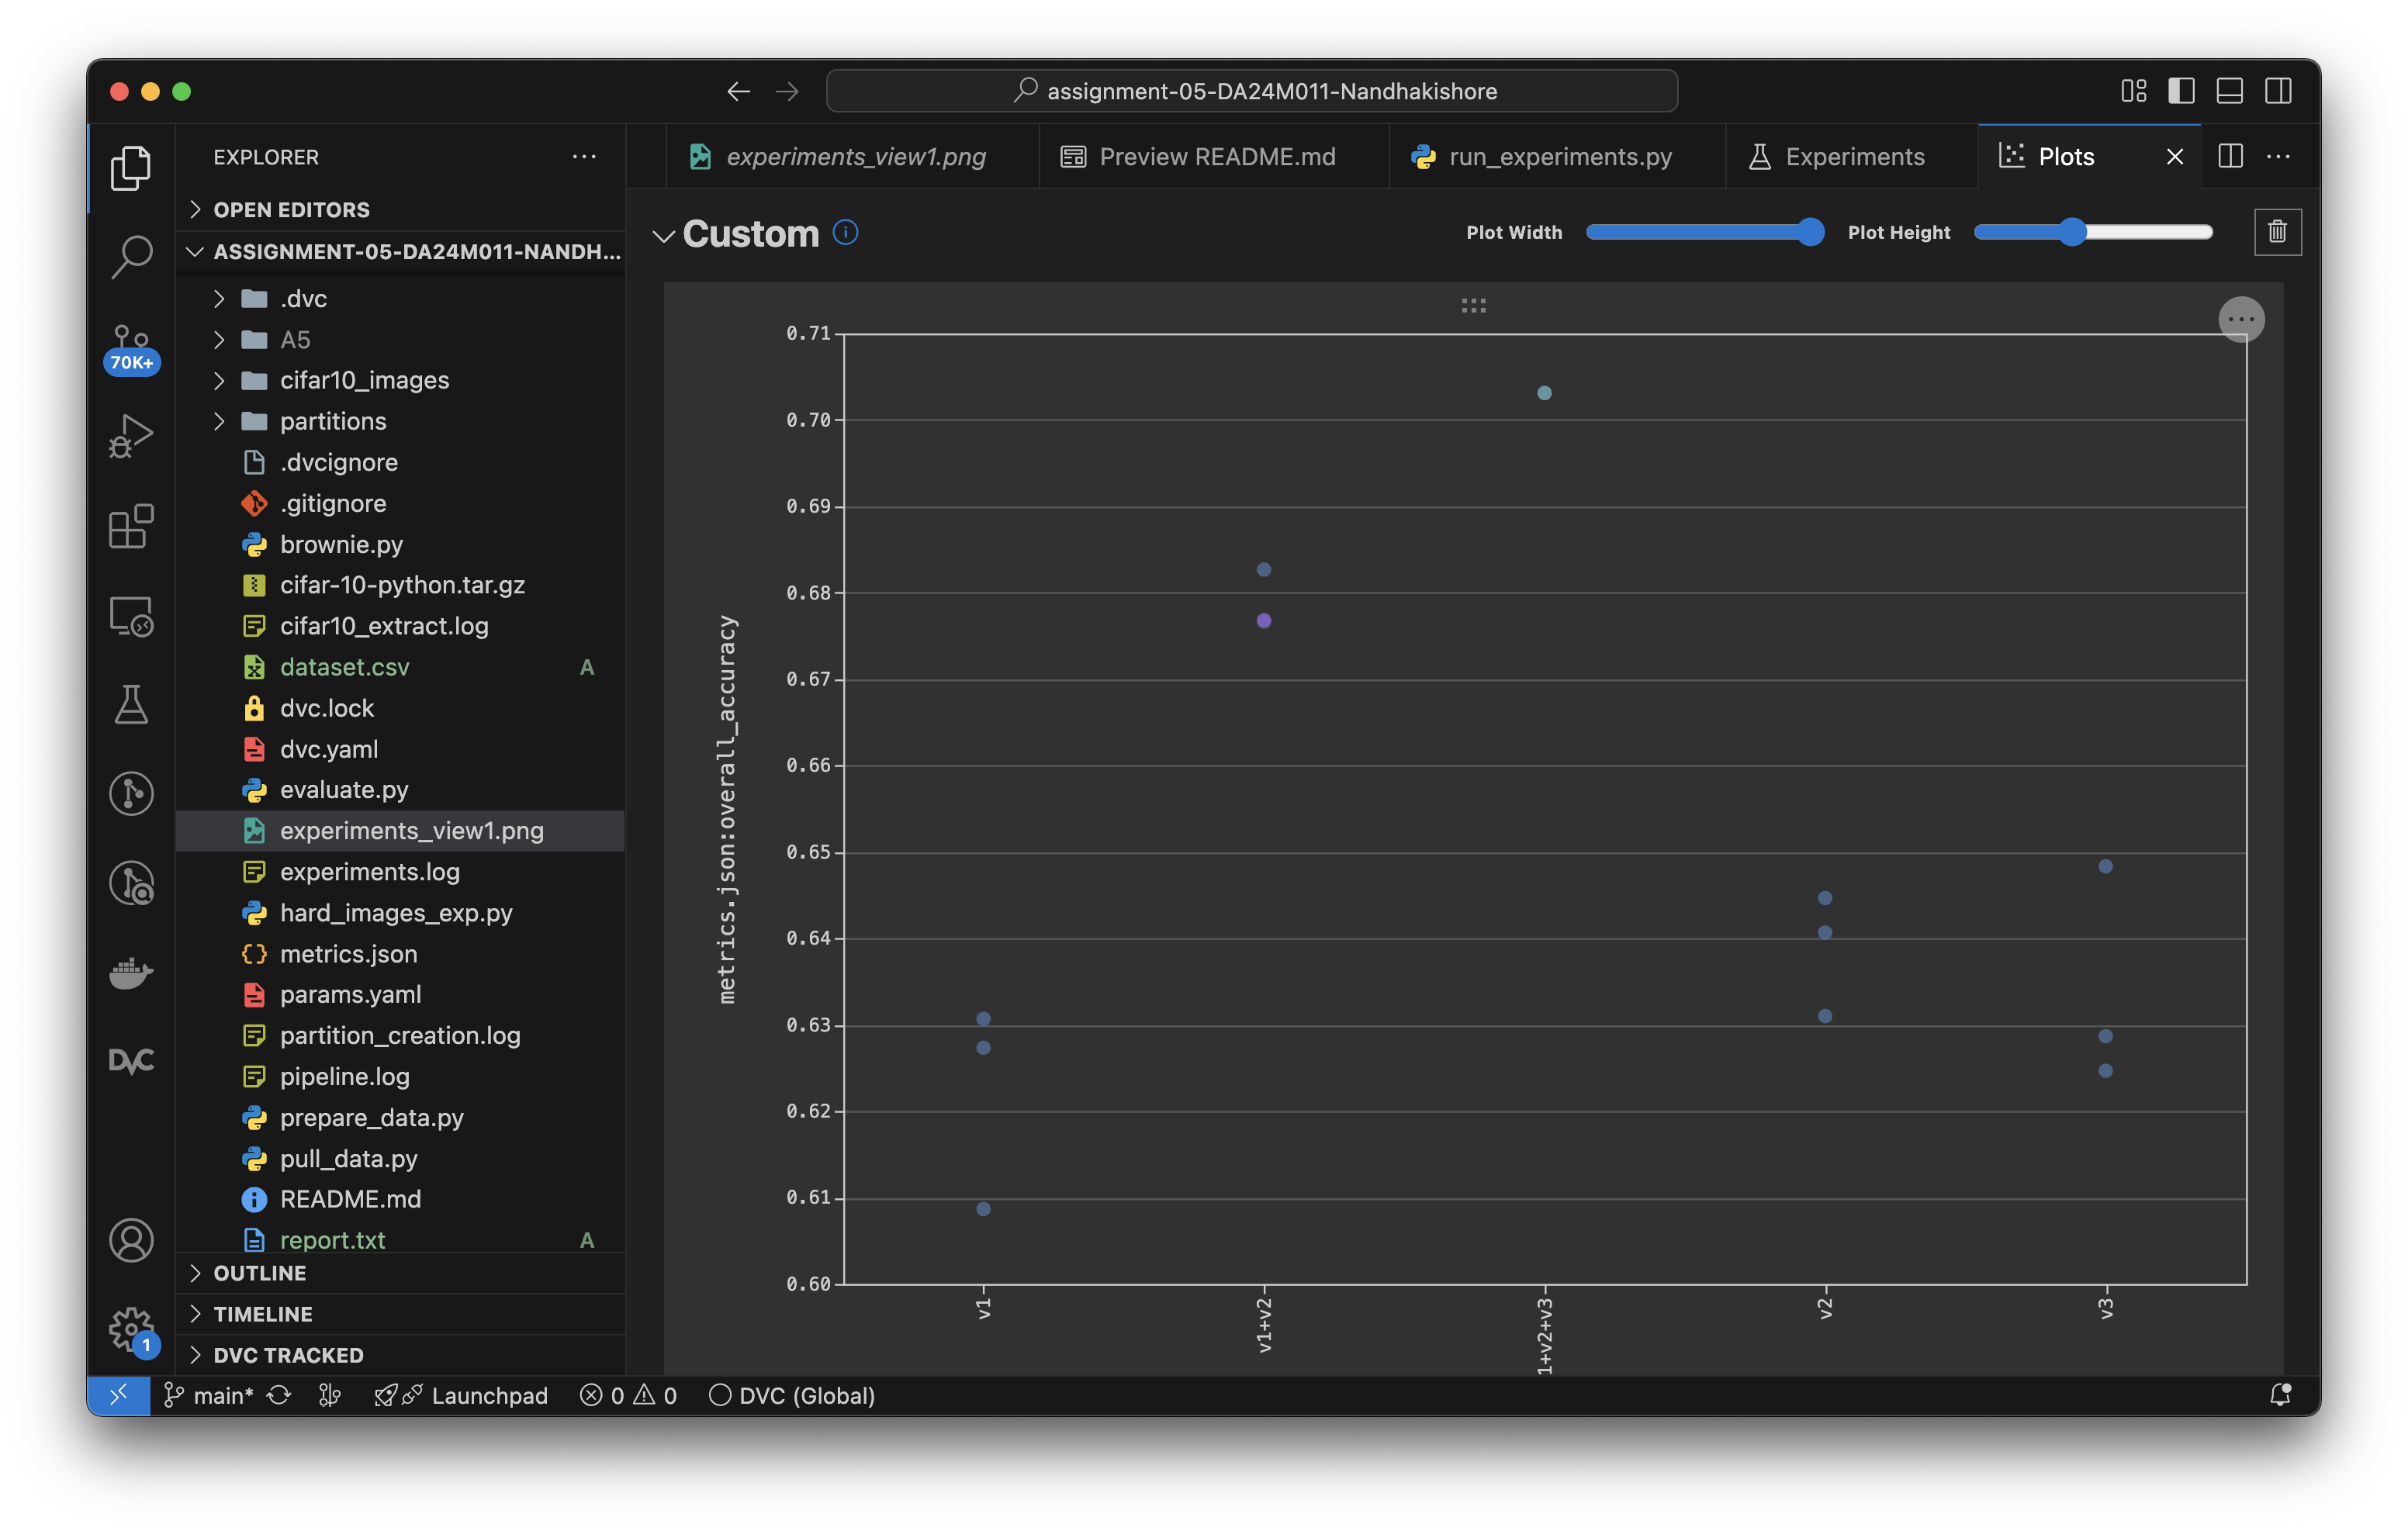 assignment-05-DA24M011-Nandhakishore
EXPLORER
OPEN EDITORS
ASSIGNMENT-05-DA24M011-NANDH...
.dvc
A5
cifar10_images
partitions
.dvcignore
.gitignore
brownie.py
cifar-10-python.tar.gz
cifar10_extract.log
dataset.csv A
dvc.lock
dvc.yaml
evaluate.py
experiments_view1.png
experiments.log
hard_images_exp.py
metrics.json
params.yaml
partition_creation.log
pipeline.log
prepare_data.py
pull_data.py
README.md
report.txt A
OUTLINE
TIMELINE
DVC TRACKED
70K+
DVC
1
experiments_view1.png
Preview README.md
run_experiments.py
Experiments
Plots
Custom
Plot Width
Plot Height
metrics.json:overall_accuracy
0.71
0.70
0.69
0.68
0.67
0.66
0.65
0.64
0.63
0.62
0.61
0.60
v1
v1+v2
1+v2+v3
v2
v3
main* Launchpad 0 0 DVC (Global)